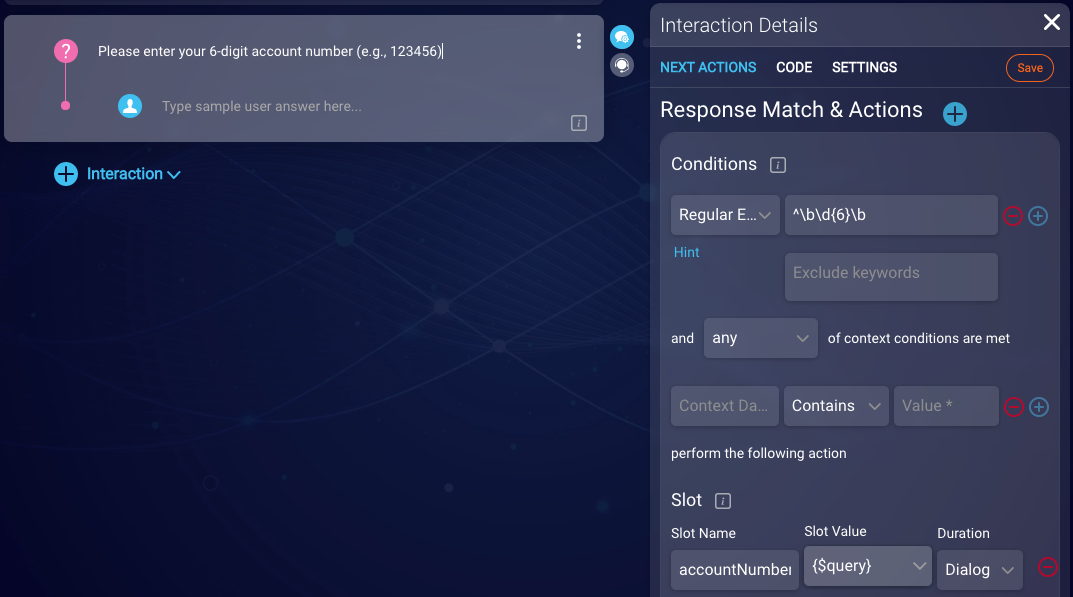 Please enter your 6-digit account number (e.g., 123456)
Type sample user answer here...
Interaction
Interaction Details
NEXT ACTIONS CODE SETTINGS Save
Response Match & Actions
Conditions
Regular E... ^\b\d{6}\b
Hint
Exclude keywords
and any of context conditions are met
Context Da... Contains Value *
perform the following action
Slot
Slot Name Slot Value Duration
accountNumber {$query} Dialog